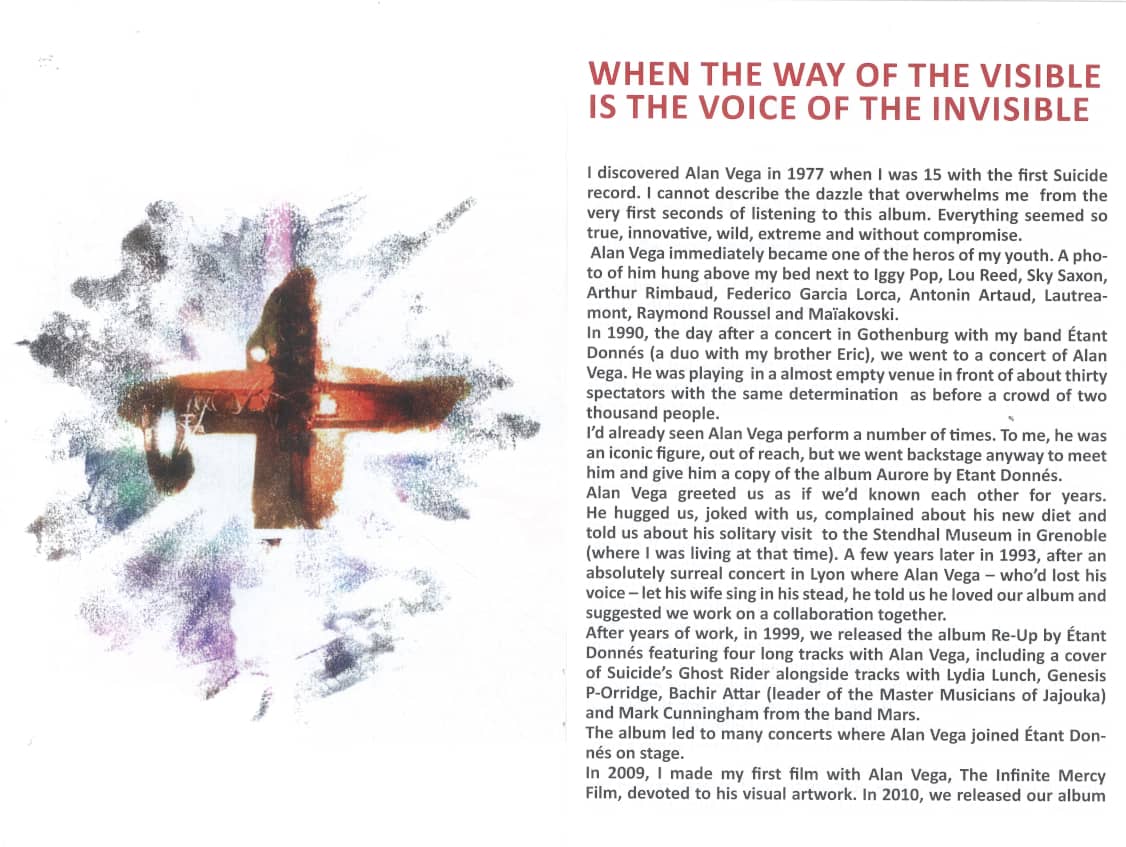 WHEN THE WAY OF THE VISIBLE
IS THE VOICE OF THE INVISIBLE
I discovered Alan Vega in 1977 when I was 15 with the first Suicide
record. I cannot describe the dazzle that overwhelms me  from the
very first seconds of listening to this album. Everything seemed so
true, innovative, wild, extreme and without compromise.
Alan Vega immediately became one of the heros of my youth. A pho-
to of him hung above my bed next to Iggy Pop, Lou Reed, Sky Saxon,
Arthur Rimbaud, Federico Garcia Lorca, Antonin Artaud, Lautrea-
mont, Raymond Roussel and Maïakovski.
In 1990, the day after a concert in Gothenburg with my band Étant
Donnés (a duo with my brother Eric), we went to a concert of Alan
Vega. He was playing in a almost empty venue in front of about thirty
spectators with the same determination  as before a crowd of two
thousand people.
I'd already seen Alan Vega perform a number of times. To me, he was
an iconic figure, out of reach, but we went backstage anyway to meet
him and give him a copy of the album Aurore by Etant Donnés.
Alan Vega greeted us as if we'd known each other for years.
He hugged us, joked with us, complained about his new diet and
told us about his solitary visit  to the Stendhal Museum in Grenoble
(where I was living at that time). A few years later in 1993, after an
absolutely surreal concert in Lyon where Alan Vega – who'd lost his
voice – let his wife sing in his stead, he told us he loved our album and
suggested we work on a collaboration together.
After years of work, in 1999, we released the album Re-Up by Étant
Donnés featuring four long tracks with Alan Vega, including a cover
of Suicide's Ghost Rider alongside tracks with Lydia Lunch, Genesis
P-Orridge, Bachir Attar (leader of the Master Musicians of Jajouka)
and Mark Cunningham from the band Mars.
The album led to many concerts where Alan Vega joined Étant Don-
nés on stage.
In 2009, I made my first film with Alan Vega, The Infinite Mercy
Film, devoted to his visual artwork. In 2010, we released our album